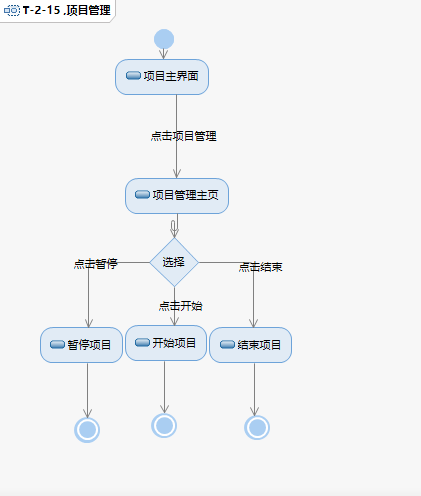 T-2-15 .项目管理
项目主界面
点击项目管理
项目管理主页
选择
点击暂停
点击结束
点击开始
暂停项目
开始项目
结束项目